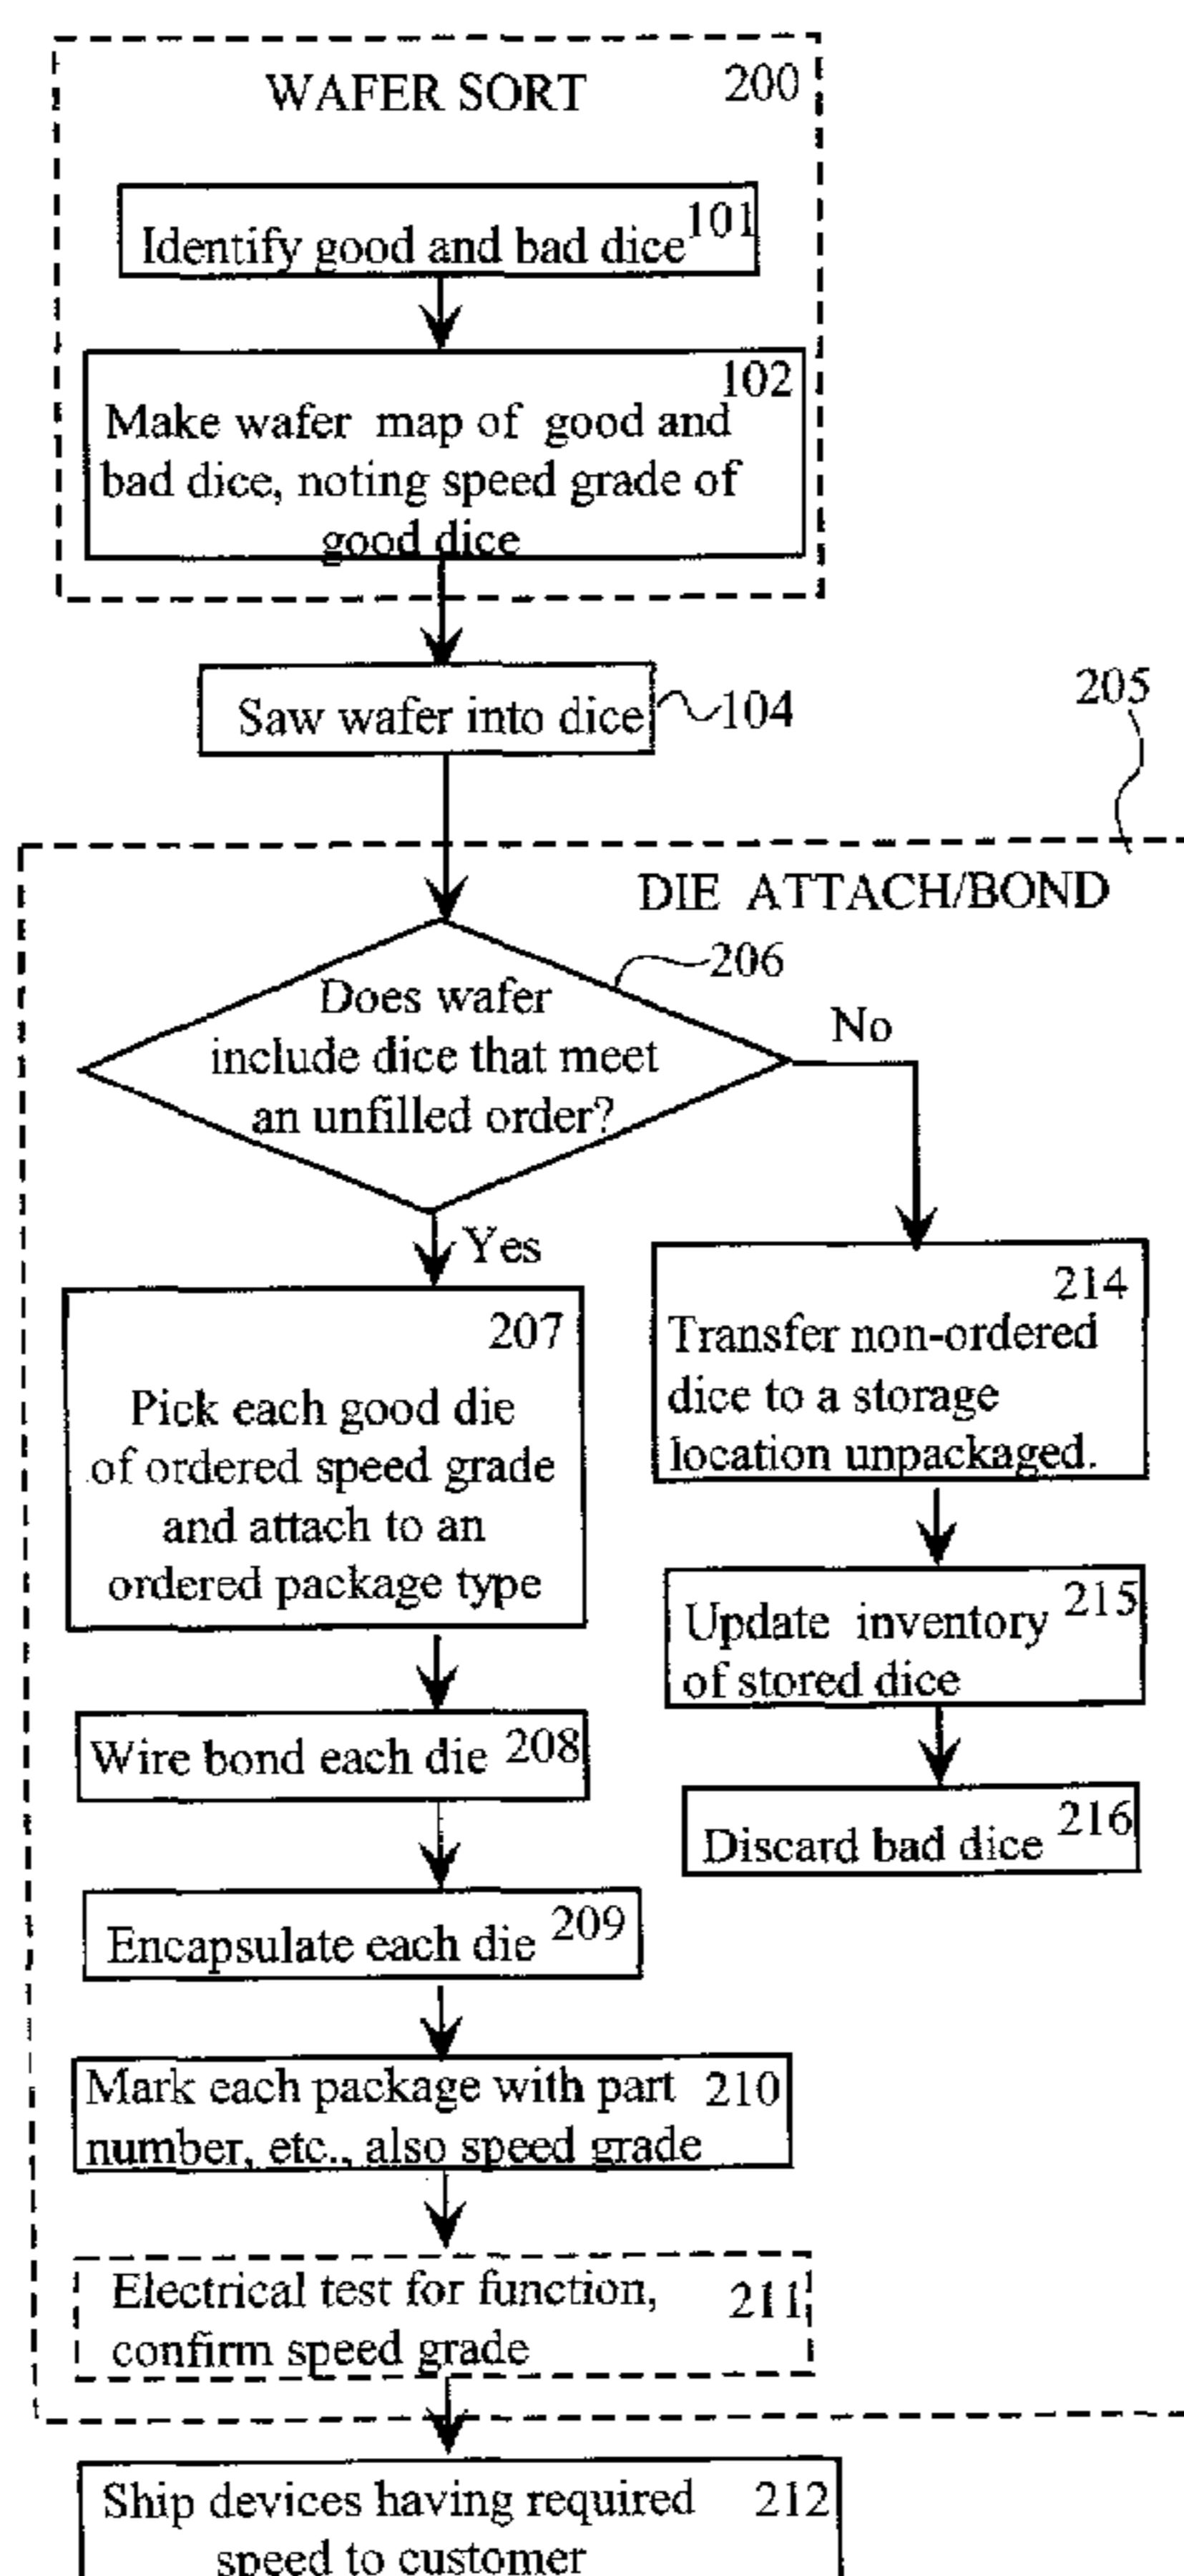 WAFER SORT 200
Identify good and bad dice 101
102
Make wafer map of good and
bad dice, noting speed grade of
good dice
Saw wafer into dice 104
205
DIE ATTACH/BOND
206
Does wafer
include dice that meet
an unfilled order?
No
Yes
207
Pick each good die
of ordered speed grade
and attach to an
ordered package type
214
Transfer non-ordered
dice to a storage
location unpackaged.
Update inventory 215
of stored dice
Wire bond each die 208
Discard bad dice 216
Encapsulate each die 209
Mark each package with part 210
number, etc., also speed grade
Electrical test for function, 211
confirm speed grade
Ship devices having required 212
speed to customer